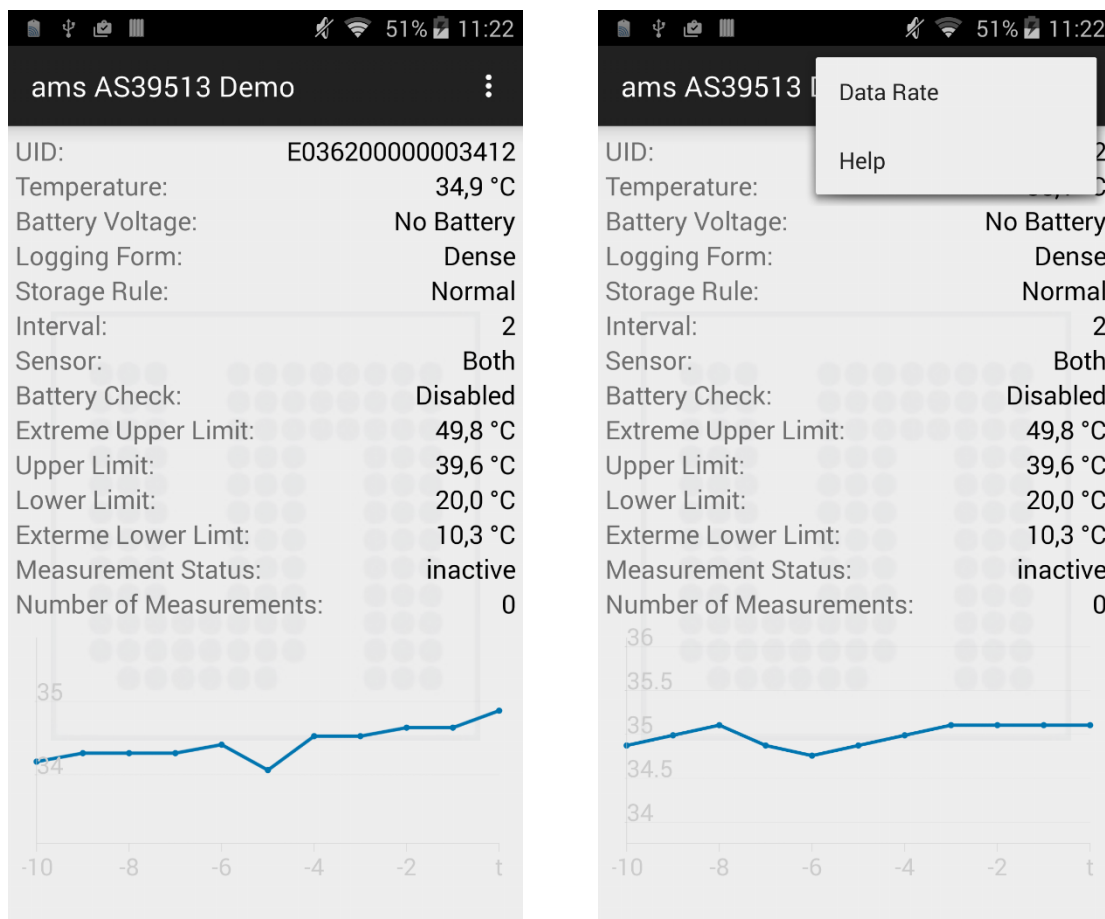 51% 11:22
ams AS39513 Demo
UID: E036200000003412
Temperature: 34,9 °C
Battery Voltage: No Battery
Logging Form: Dense
Storage Rule: Normal
Interval: 2
Sensor: Both
Battery Check: Disabled
Extreme Upper Limit: 49,8 °C
Upper Limit: 39,6 °C
Lower Limit: 20,0 °C
Exterme Lower Limt: 10,3 °C
Measurement Status: inactive
Number of Measurements: 0
35
34
-10 -8 -6 -4 -2 t
51% 11:22
ams AS39513
Data Rate
Help
UID: 2
Temperature:
Battery Voltage: No Battery
Logging Form: Dense
Storage Rule: Normal
Interval: 2
Sensor: Both
Battery Check: Disabled
Extreme Upper Limit: 49,8 °C
Upper Limit: 39,6 °C
Lower Limit: 20,0 °C
Exterme Lower Limt: 10,3 °C
Measurement Status: inactive
Number of Measurements: 0
36
35.5
35
34.5
34
-10 -8 -6 -4 -2 t